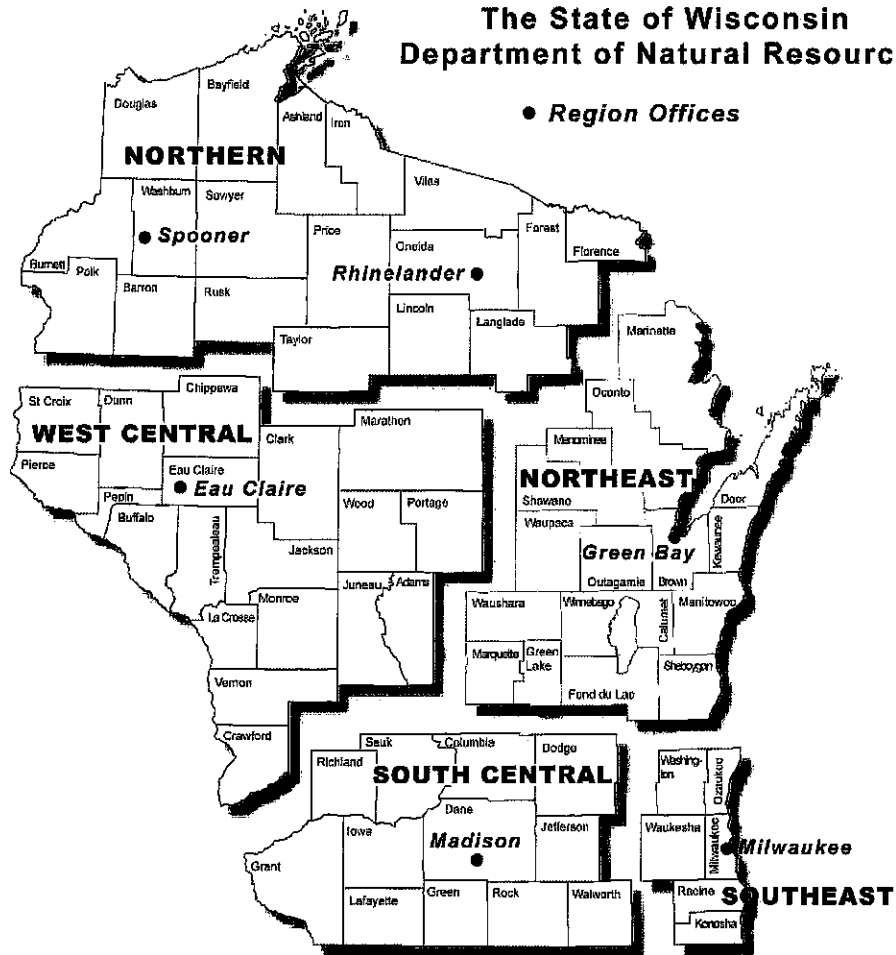 The State of Wisconsin
Department of Natural Resourc
Region Offices
Bayfield
Douglas
Ashland
Iron
NORTHERN
Vilas
Washburn
Sawyer
Price
Forest
Spooner
Oneida
Florence
Burnett
Polk
Rhinelander
Barron
Rusk
Lincoln
Langlade
Taylor
Marinette
Chippewa
St Croix
Dunn
Oconto
Marathon
Clark
WEST CENTRAL
Menominee
Pierce
Eau Claire
Eau Claire
NORTHEAST
Pepin
Wood
Portage
Shawano
Door
Buffalo
Waupaca
Trempealeau
Kewaunee
Jackson
Green Bay
Juneau
Adams
Outagamie
Brown
Monroe
Waushara
Winnebago
Calumet
Manitowoc
La Crosse
Marquette
Green
Lake
Sheboygan
Vernon
Fond du Lac
Crawford
Sauk
Columbia
Dodge
Richland
Washing-
ton
Ozaukee
SOUTH CENTRAL
Dane
Iowa
Jefferson
Waukesha
Milwaukee
Madison
Milwaukee
Grant
Lafayette
Green
Rock
Walworth
Racine
SOUTHEAST
Kenosha